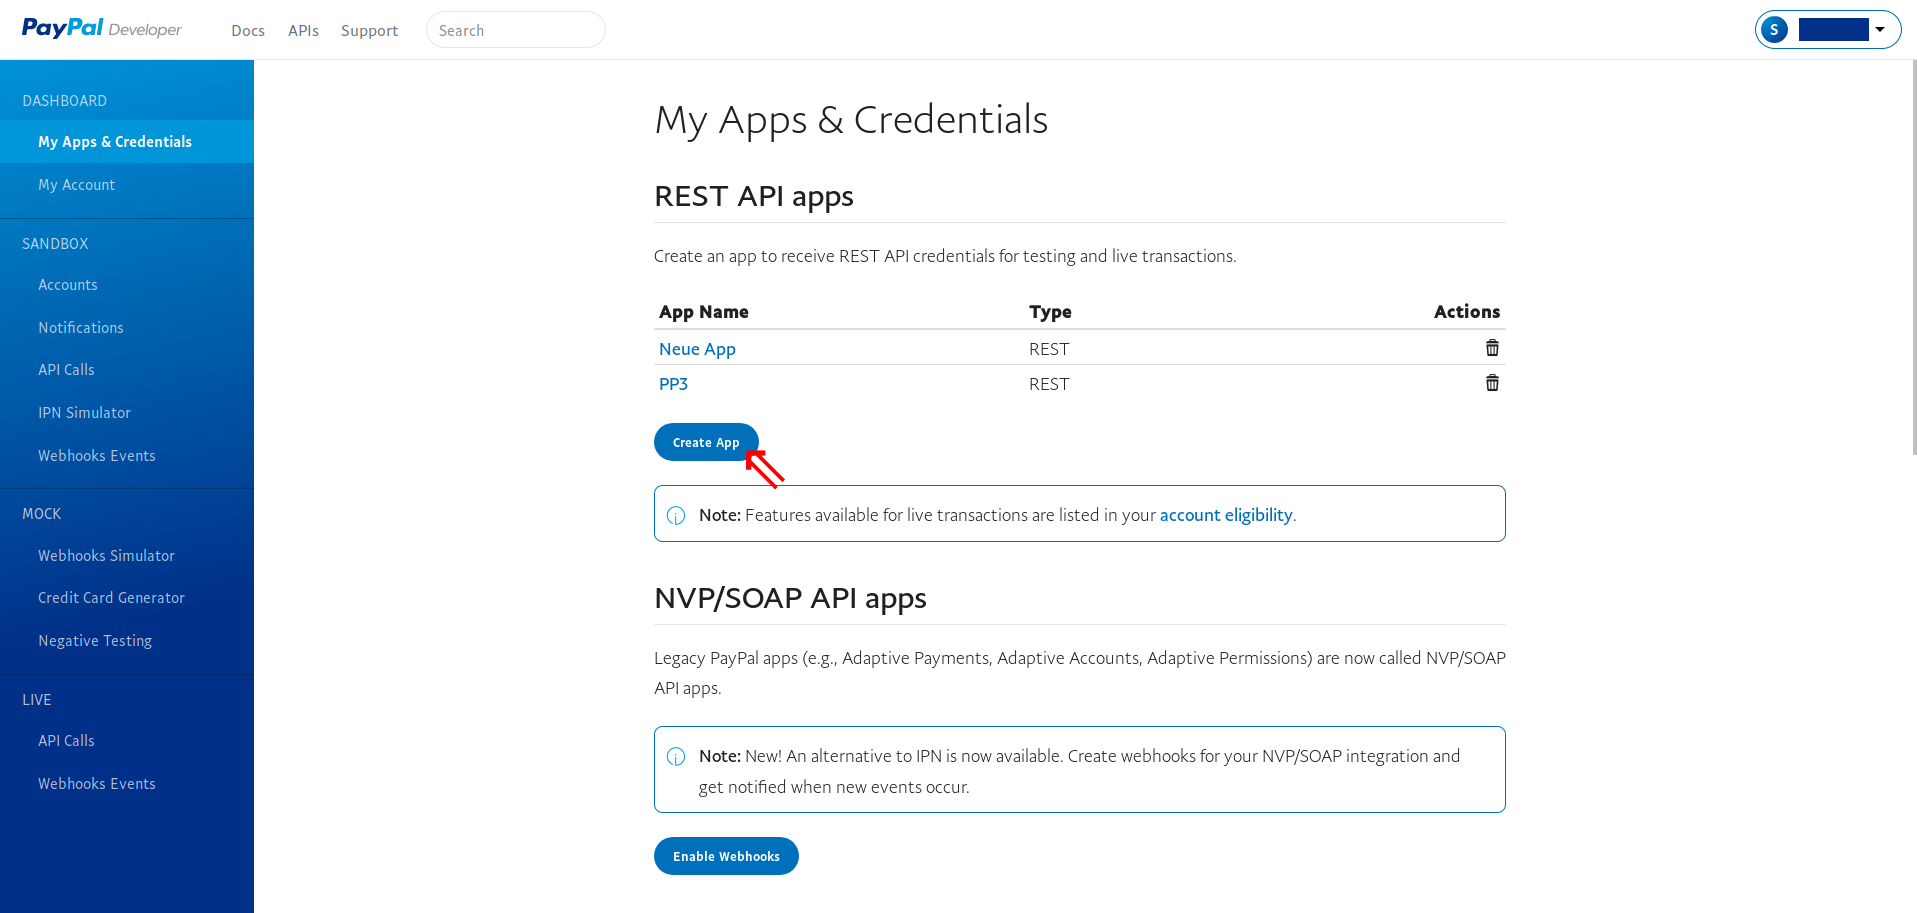 PayPal Developer
Docs APIs Support Search
S
DASHBOARD
My Apps & Credentials
My Account
SANDBOX
Accounts
Notifications
API Calls
IPN Simulator
Webhooks Events
MOCK
Webhooks Simulator
Credit Card Generator
Negative Testing
LIVE
API Calls
Webhooks Events
My Apps & Credentials
REST API apps
Create an app to receive REST API credentials for testing and live transactions.
App Name Type Actions
Neue App REST
PP3 REST
Create App
Note: Features available for live transactions are listed in your account eligibility.
NVP/SOAP API apps
Legacy PayPal apps (e.g., Adaptive Payments, Adaptive Accounts, Adaptive Permissions) are now called NVP/SOAP
API apps.
Note: New! An alternative to IPN is now available. Create webhooks for your NVP/SOAP integration and
get notified when new events occur.
Enable Webhooks